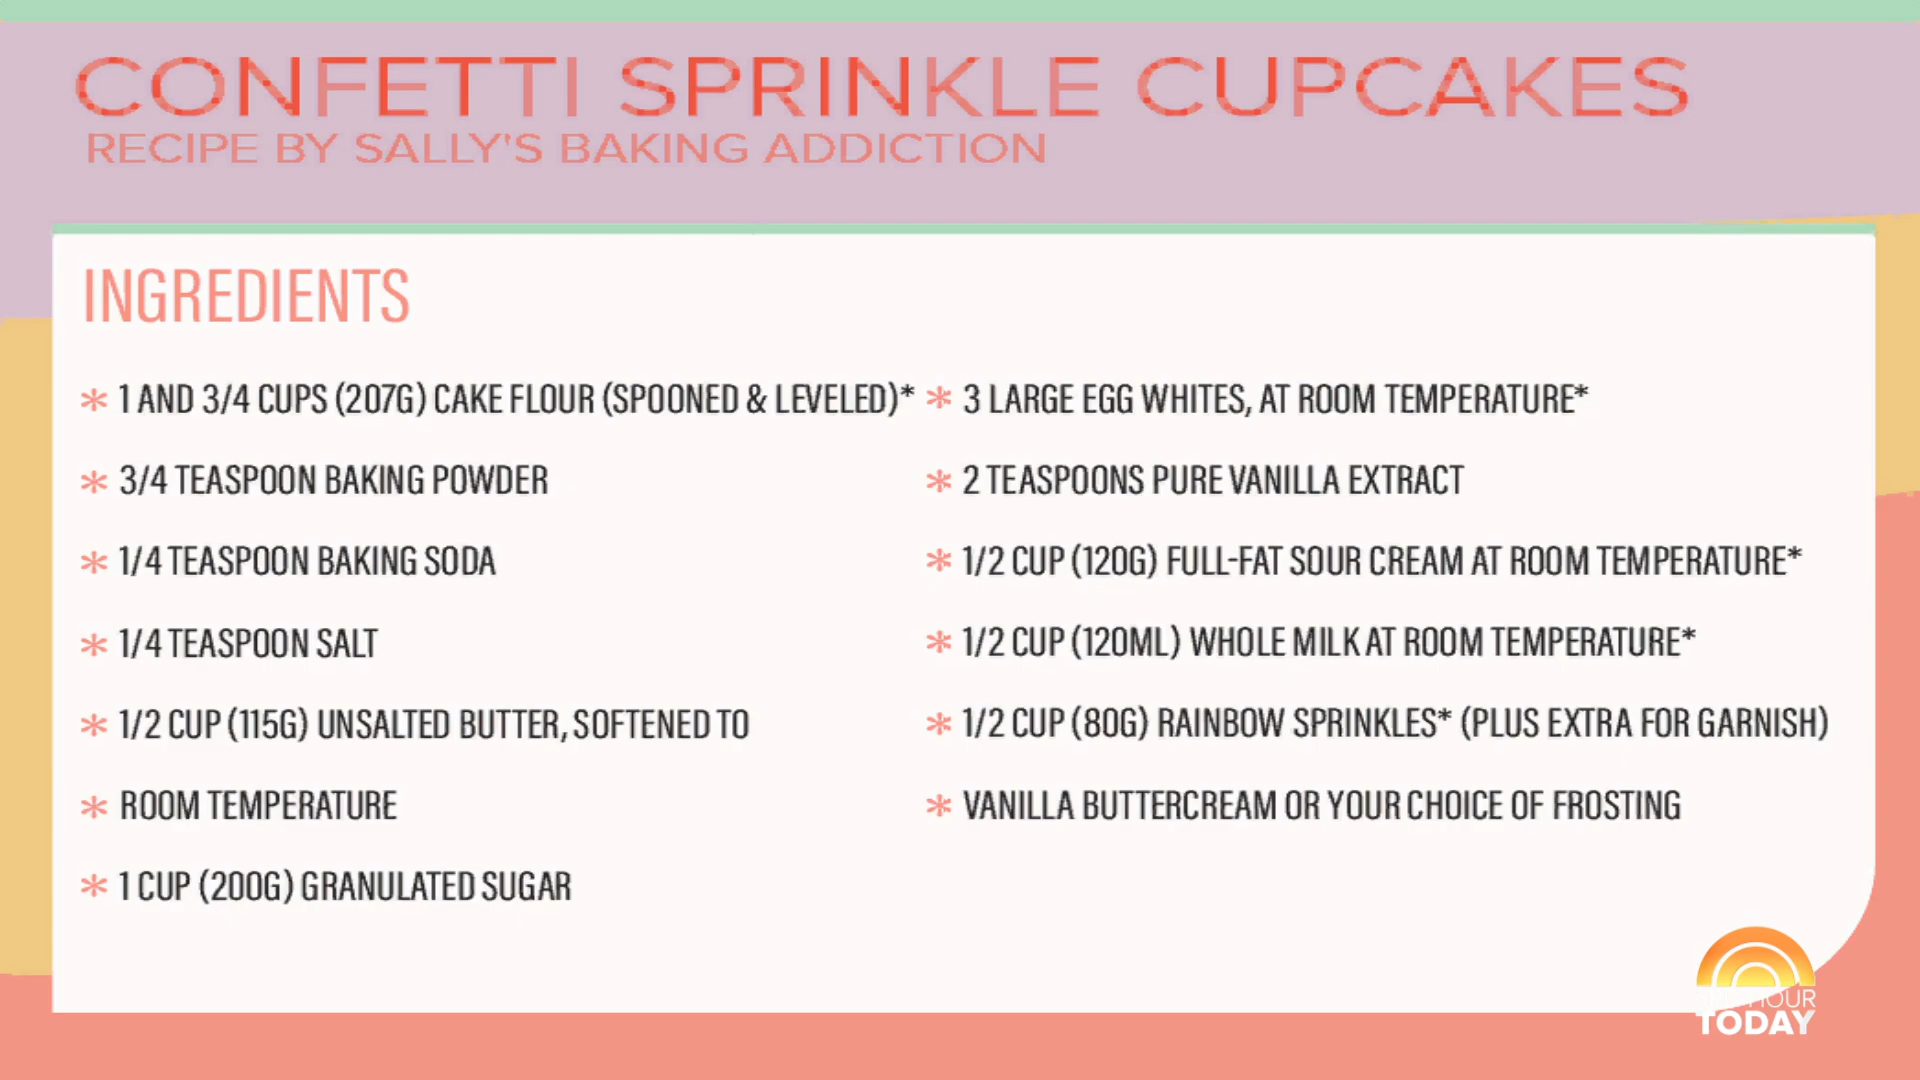 CONFETTI SPRINKLE CUPCAKES
RECIPE BY SALLY'S BAKING ADDICTION
INGREDIENTS
* 1 AND 3/4 CUPS (207G) CAKE FLOUR (SPOONED & LEVELED)*
* 3/4 TEASPOON BAKING POWDER
* 1/4 TEASPOON BAKING SODA
* 1/4 TEASPOON SALT
* 1/2 CUP (115G) UNSALTED BUTTER, SOFTENED TO
* ROOM TEMPERATURE
* 1 CUP (200G) GRANULATED SUGAR
* 3 LARGE EGG WHITES, AT ROOM TEMPERATURE*
* 2 TEASPOONS PURE VANILLA EXTRACT
* 1/2 CUP (120G) FULL-FAT SOUR CREAM AT ROOM TEMPERATURE*
* 1/2 CUP (120ML) WHOLE MILK AT ROOM TEMPERATURE*
* 1/2 CUP (80G) RAINBOW SPRINKLES* (PLUS EXTRA FOR GARNISH)
* VANILLA BUTTERCREAM OR YOUR CHOICE OF FROSTING
HOUR
TODAY